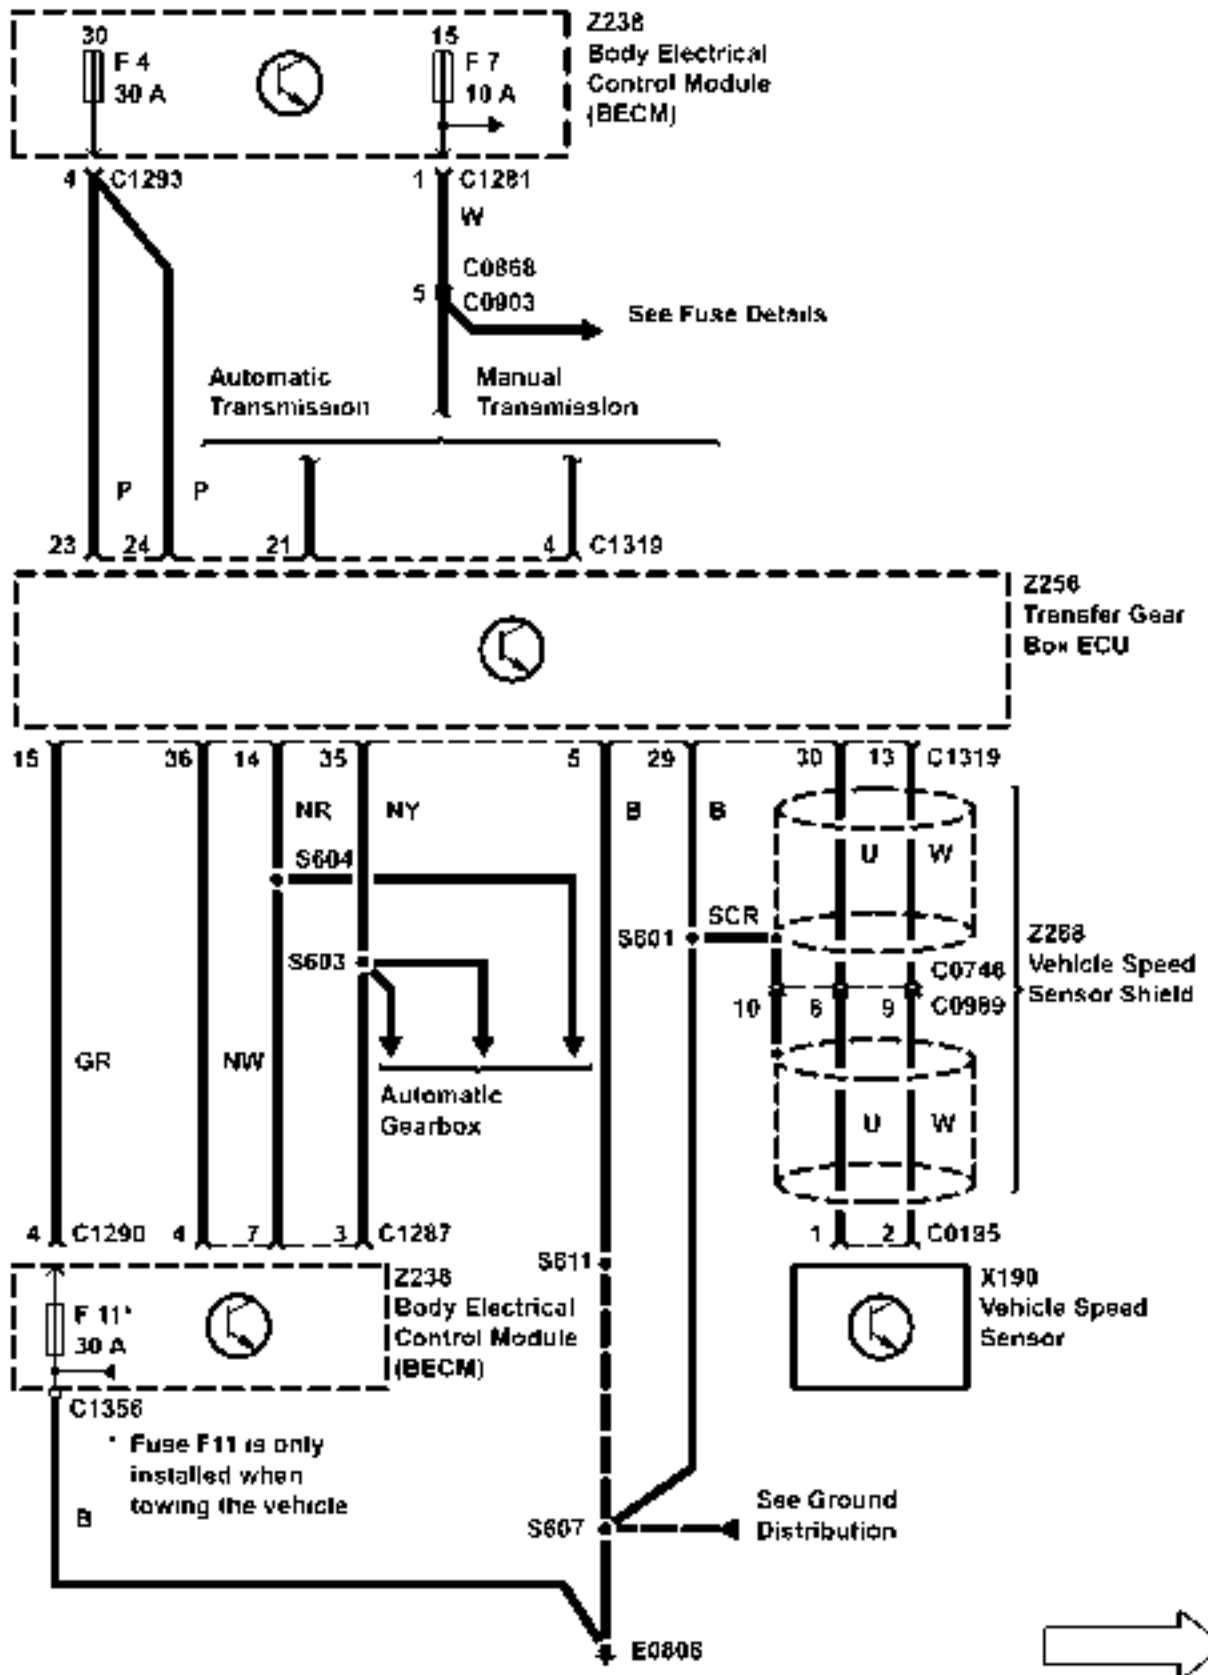 30
F 4
30 A
15
F 7
10 A
Z238
Body Electrical
Control Module
(BECM)
4 C1293
1 C1281
W
C0868
5
C0903
See Fuse Details
Automatic
Transmission
Manual
Transmission
P
P
23
24
21
4
C1319
Z256
Transfer Gear
Box ECU
15
36
14
35
5
29
30
13
C1319
NR
NY
B
B
S604
U
W
SCR
S601
S603
Z268
Vehicle Speed
Sensor Shield
C0746
10
8
9
C0989
GR
NW
Automatic
Gearbox
U
W
4
C1290
4
7
3
C1287
1
2
C0185
S611
F 11*
30 A
Z238
Body Electrical
Control Module
(BECM)
X190
Vehicle Speed
Sensor
C1356
* Fuse F11 is only
installed when
towing the vehicle
B
S607
See Ground
Distribution
E0806